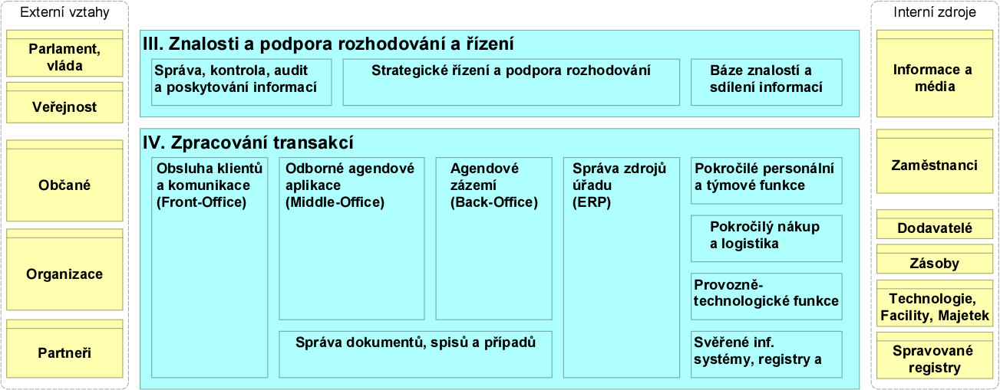 Externí vztahy
Parlament,
vláda
Veřejnost
Občané
Organizace
Partneři
III. Znalosti a podpora rozhodování a řízení
Správa, kontrola, audit
a poskytování informací
Strategické řízení a podpora rozhodování
Báze znalostí a
sdílení informací
IV. Zpracování transakcí
Obsluha klientů
a komunikace
(Front-Office)
Odborné agendové
aplikace
(Middle-Office)
Agendové
zázemí
(Back-Office)
Správa zdrojů
úřadu
(ERP)
Pokročilé personální
a týmové funkce
Pokročilý nákup
a logistika
Provozně-
technologické funkce
Správa dokumentů, spisů a případů
Svěřené inf.
systémy, registry a
Interní zdroje
Informace a
média
Zaměstnanci
Dodavatelé
Zásoby
Technologie,
Facility, Majetek
Spravované
registry